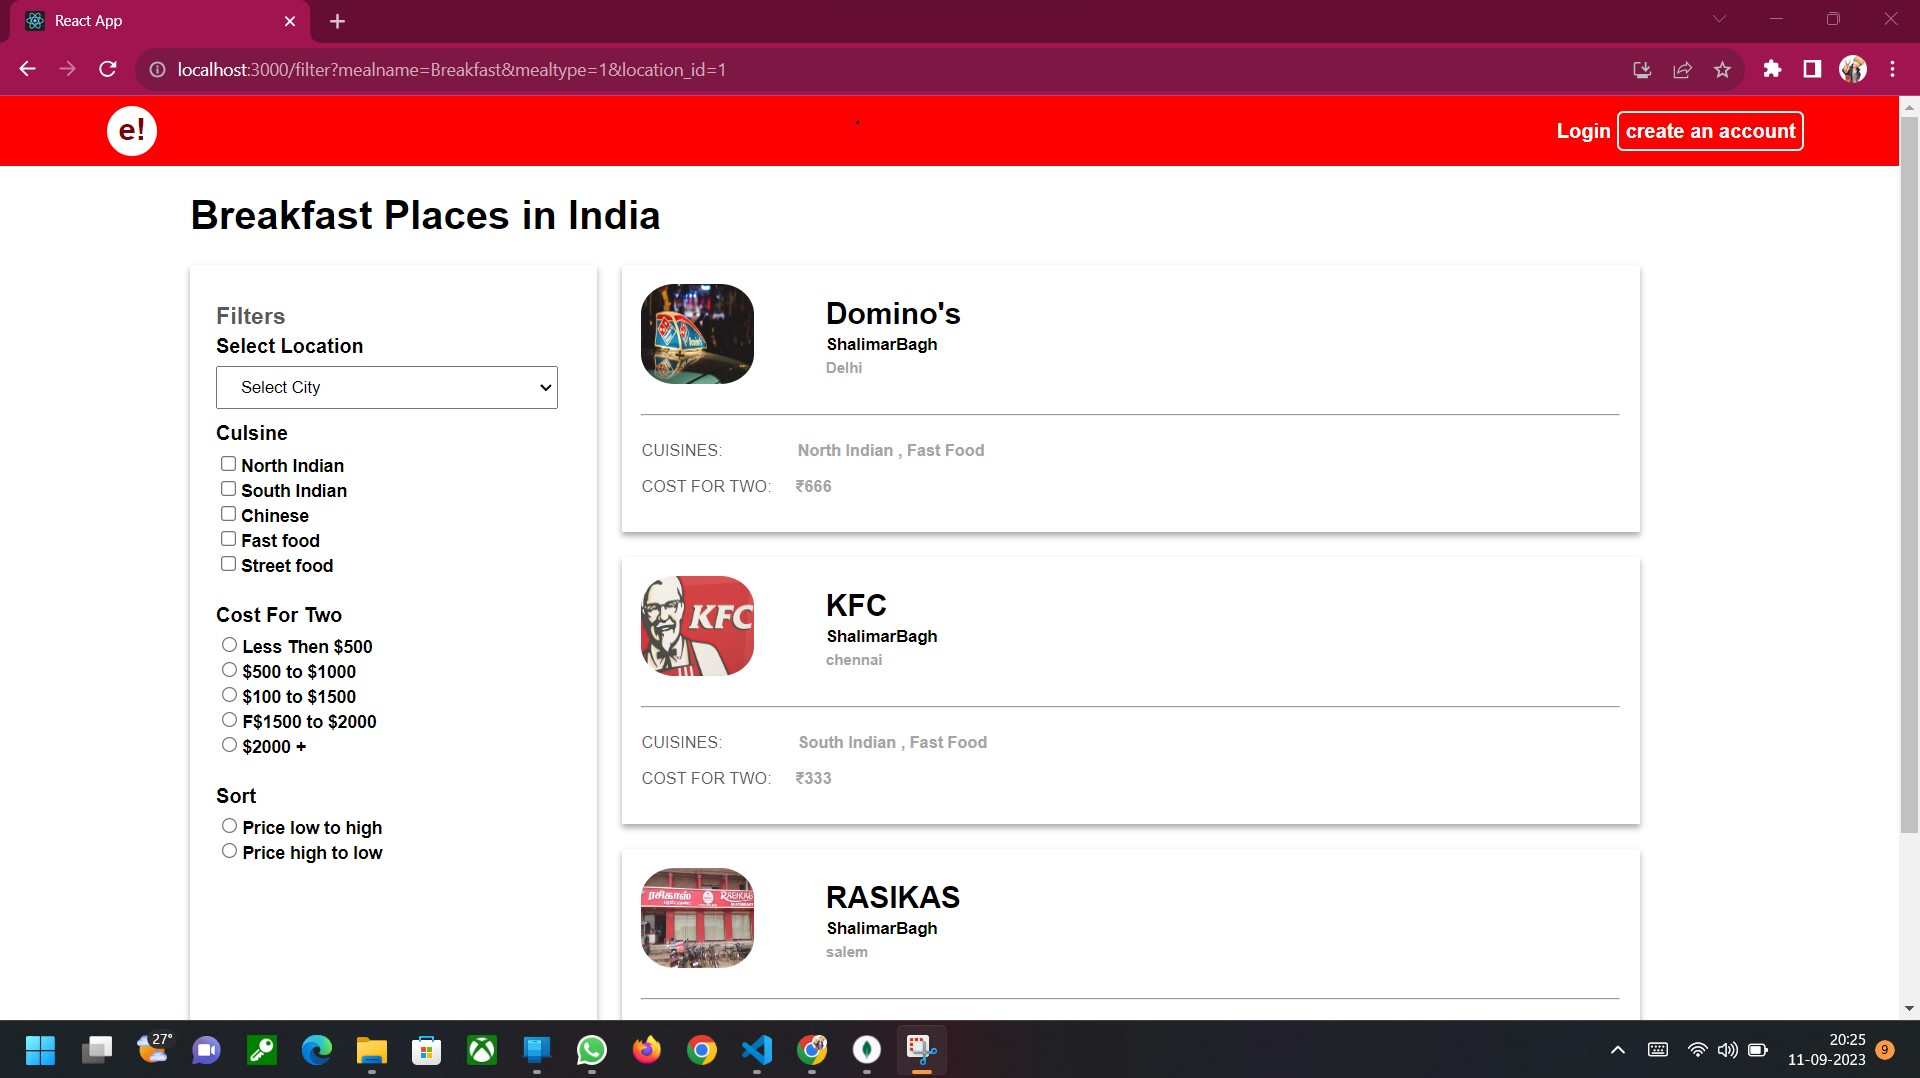 React App
localhost:3000/filter?mealname=Breakfast&mealtype=1&location_id=1
e!
Login
create an account
Breakfast Places in India
Filters
Select Location
Select City
Cuisine
North Indian
South Indian
Chinese
Fast food
Street food
Cost For Two
Less Then $500
$500 to $1000
$100 to $1500
F$1500 to $2000
$2000 +
Sort
Price low to high
Price high to low
Domino's
ShalimarBagh
Delhi
CUISINES: North Indian , Fast Food
COST FOR TWO: ₹666
KFC
KFC
ShalimarBagh
chennai
CUISINES: South Indian , Fast Food
COST FOR TWO: ₹333
ரசிகாஸ்
RASIKAS
ShalimarBagh
salem
27°
20:25
11-09-2023
9